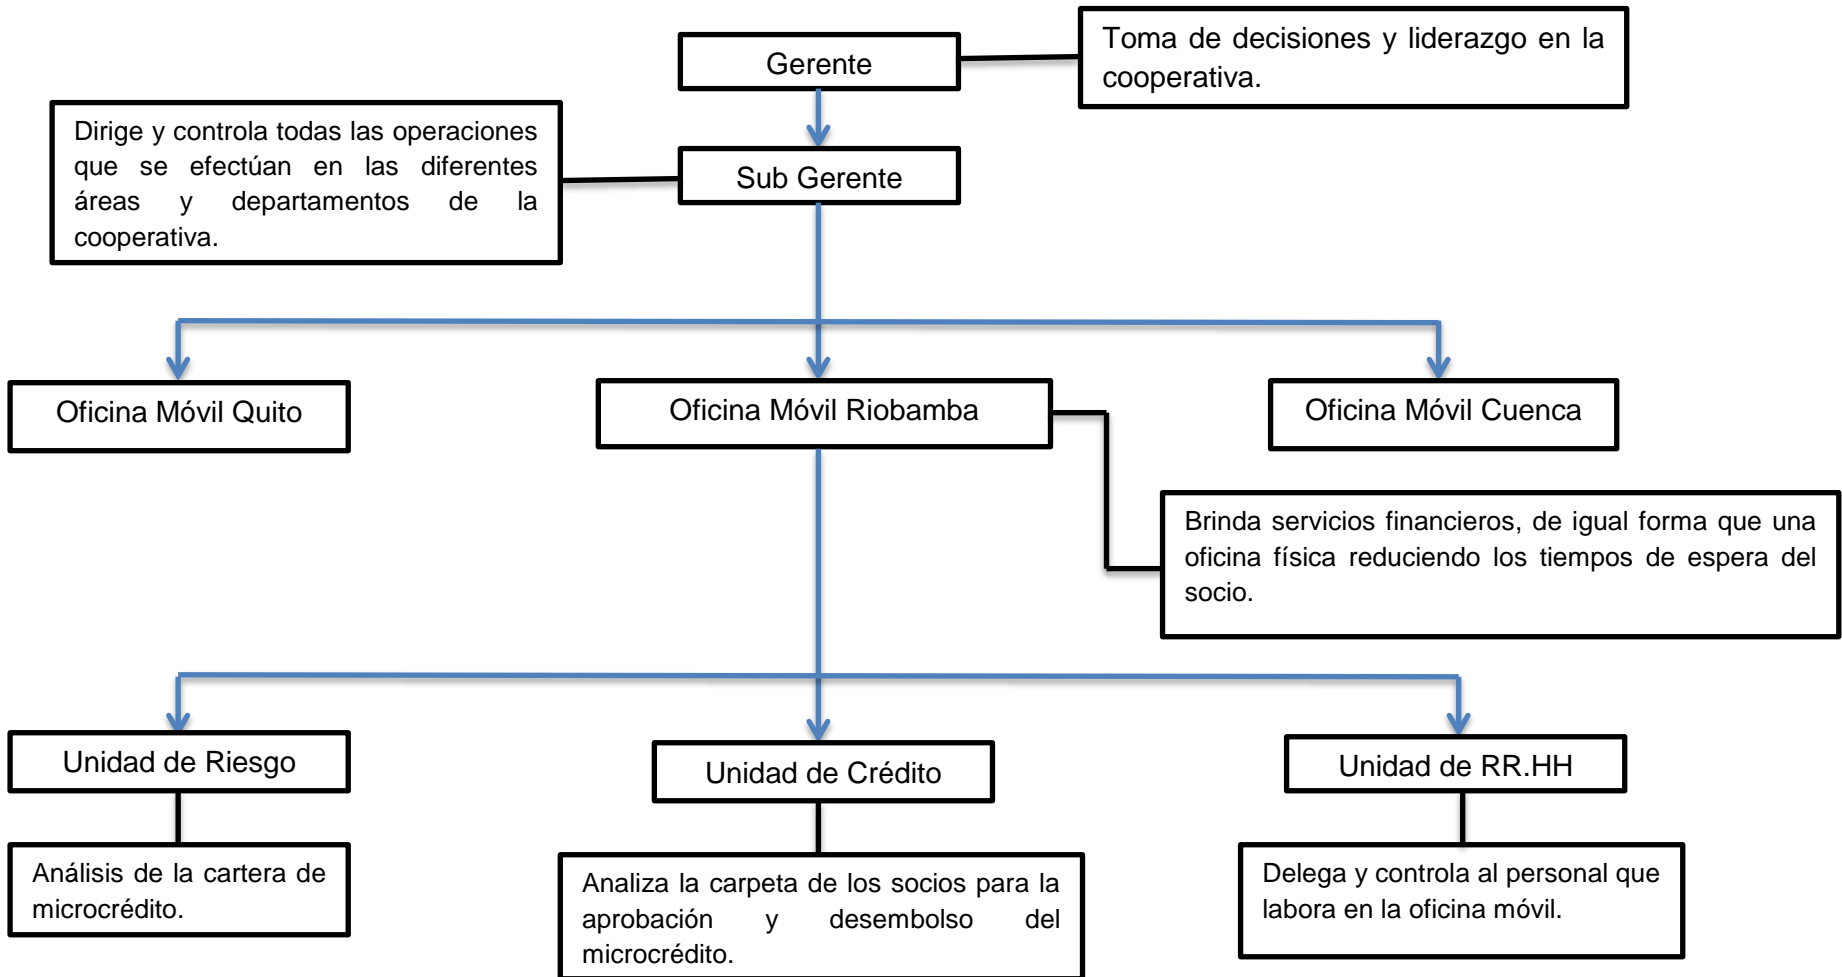 Gerente
Toma de decisiones y liderazgo en la
cooperativa.
Dirige y controla todas las operaciones
que se efectúan en las diferentes
áreas y departamentos de la
cooperativa.
Sub Gerente
Oficina Móvil Quito
Oficina Móvil Riobamba
Oficina Móvil Cuenca
Brinda servicios financieros, de igual forma que una
oficina física reduciendo los tiempos de espera del
socio.
Unidad de Riesgo
Unidad de Crédito
Unidad de RR.HH
Análisis de la cartera de
microcrédito.
Analiza la carpeta de los socios para la
aprobación y desembolso del
microcrédito.
Delega y controla al personal que
labora en la oficina móvil.